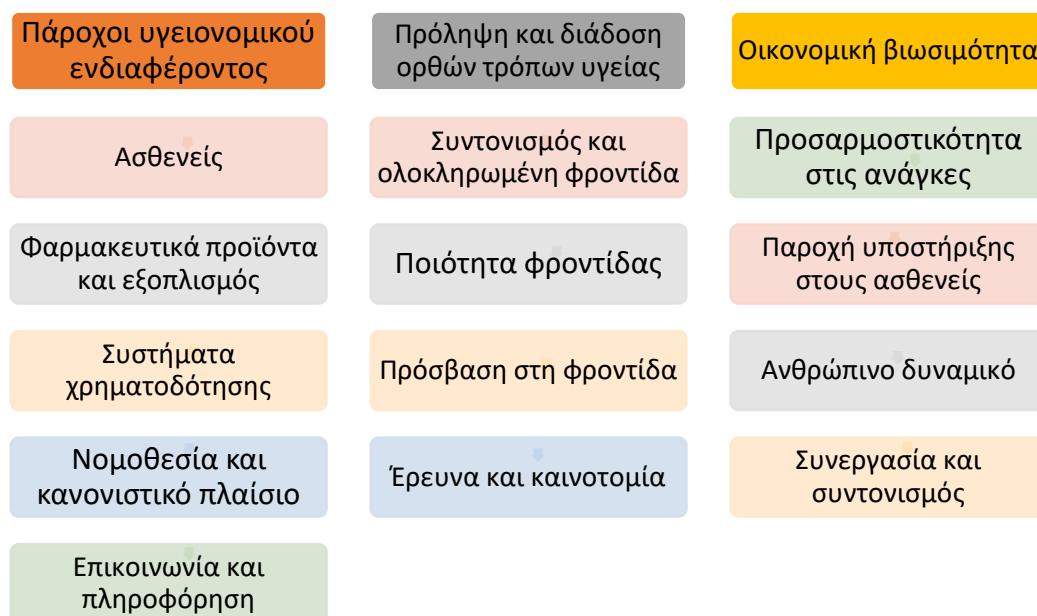 Πάροχοι υγειονομικού
ενδιαφέροντος
Ασθενείς
Φαρμακευτικά προϊόντα
και εξοπλισμός
Συστήματα
χρηματοδότησης
Νομοθεσία και
κανονιστικό πλαίσιο
Επικοινωνία και
πληροφόρηση
Πρόληψη και διάδοση
ορθών τρόπων υγείας
Συντονισμός και
ολοκληρωμένη φροντίδα
Ποιότητα φροντίδας
Πρόσβαση στη φροντίδα
Έρευνα και καινοτομία
Οικονομική βιωσιμότητα
Προσαρμοστικότητα
στις ανάγκες
Παροχή υποστήριξης
στους ασθενείς
Ανθρώπινο δυναμικό
Συνεργασία και
συντονισμός